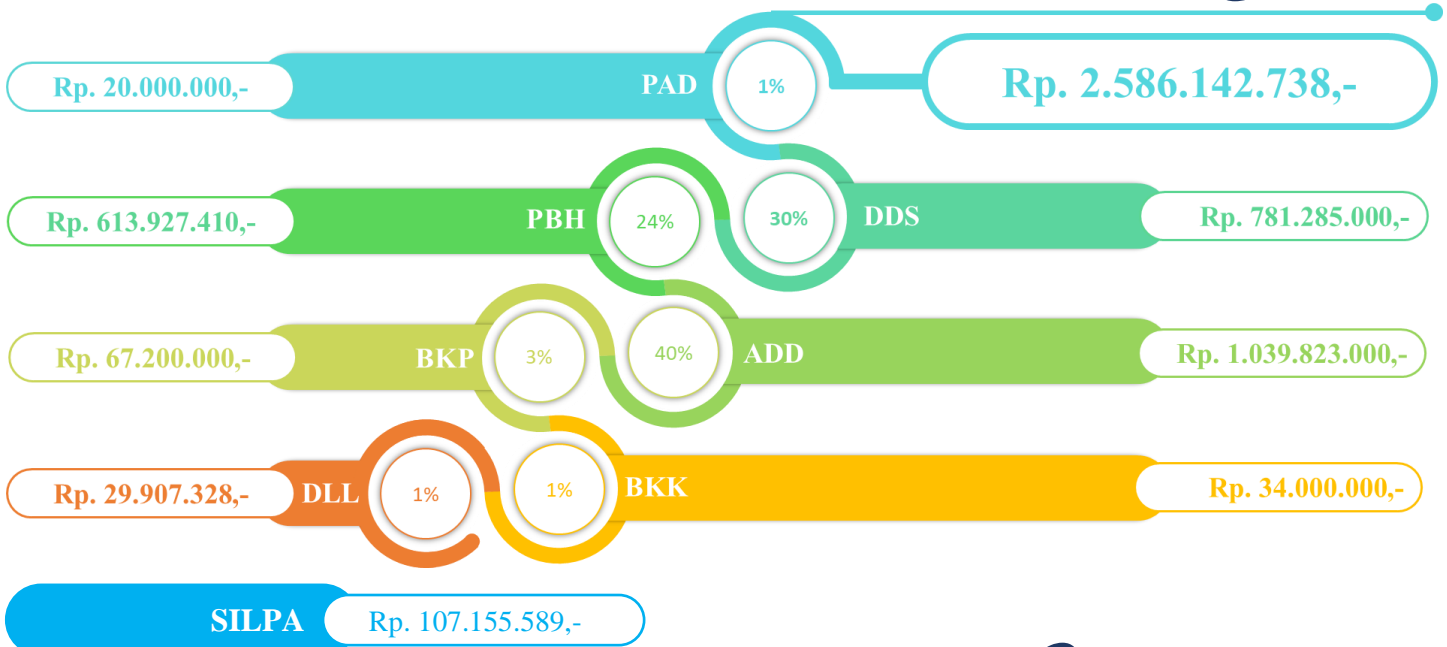 Rp. 20.000.000,- PAD 1% Rp. 2.586.142.738,-
Rp. 613.927.410,- PBH 24% 30% DDS Rp. 781.285.000,-
Rp. 67.200.000,- BKP 3% 40% ADD Rp. 1.039.823.000,-
Rp. 29.907.328,- DLL 1% 1% BKK Rp. 34.000.000,-
SILPA Rp. 107.155.589,-